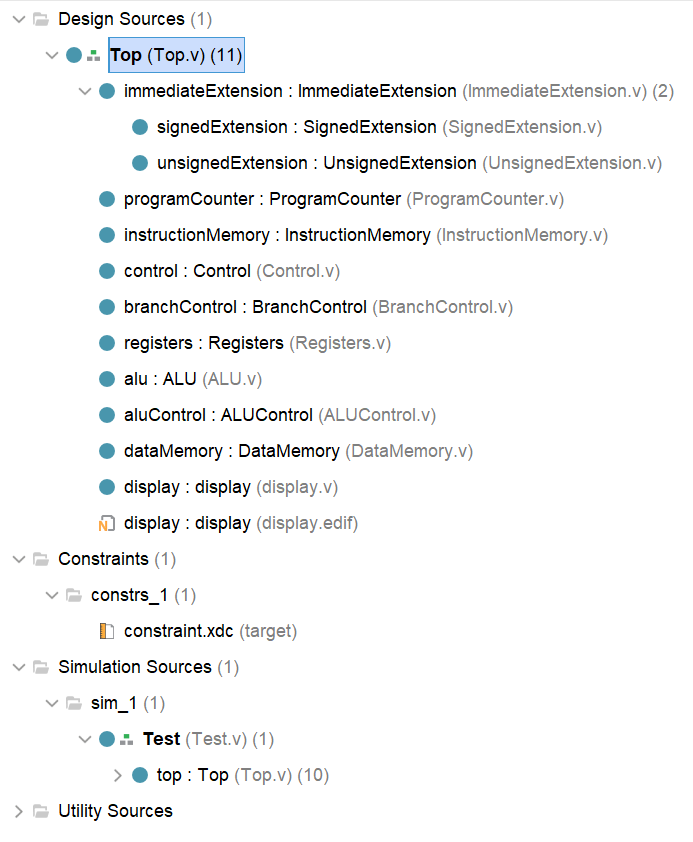 Design Sources (1)
Top (Top.v) (11)
immediateExtension : ImmediateExtension (ImmediateExtension.v) (2)
signedExtension : SignedExtension (SignedExtension.v)
unsignedExtension : UnsignedExtension (UnsignedExtension.v)
programCounter : ProgramCounter (ProgramCounter.v)
instructionMemory : InstructionMemory (InstructionMemory.v)
control : Control (Control.v)
branchControl : BranchControl (BranchControl.v)
registers : Registers (Registers.v)
alu : ALU (ALU.v)
aluControl : ALUControl (ALUControl.v)
dataMemory : DataMemory (DataMemory.v)
display : display (display.v)
display : display (display.edif)
Constraints (1)
constrs_1 (1)
constraint.xdc (target)
Simulation Sources (1)
sim_1 (1)
Test (Test.v) (1)
top : Top (Top.v) (10)
Utility Sources